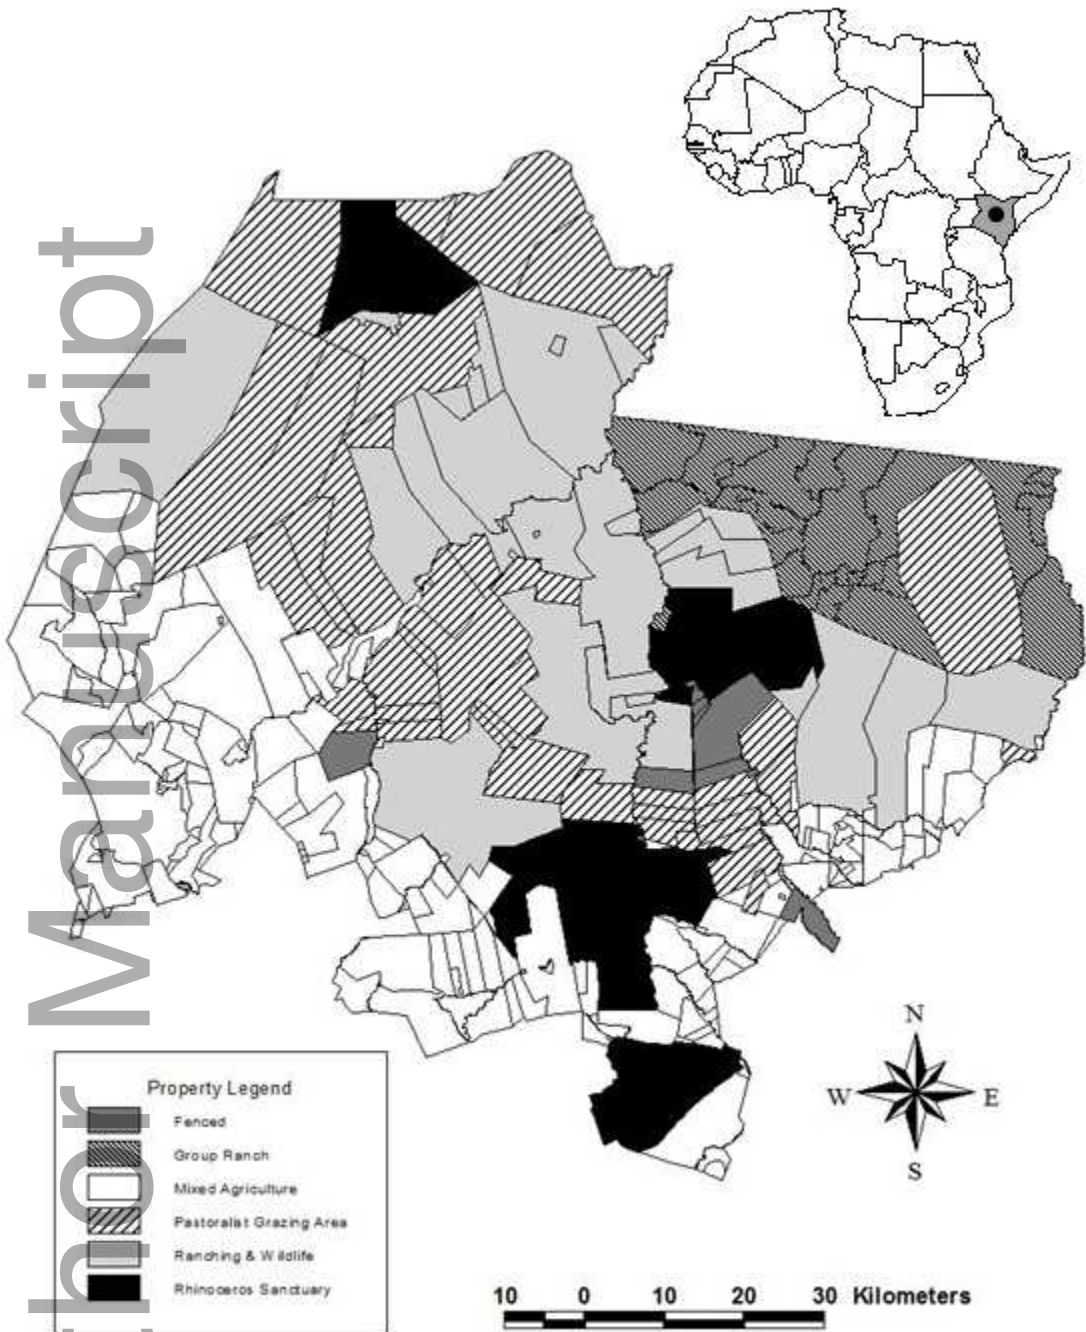 N
W E
S
Property Legend
Fenced
Group Ranch
Mixed Agriculture
Pastoralist Grazing Area
Ranching & Wildlife
Rhinoceros Sanctuary
10 0 10 20 30 Kilometers
hor Manuscript